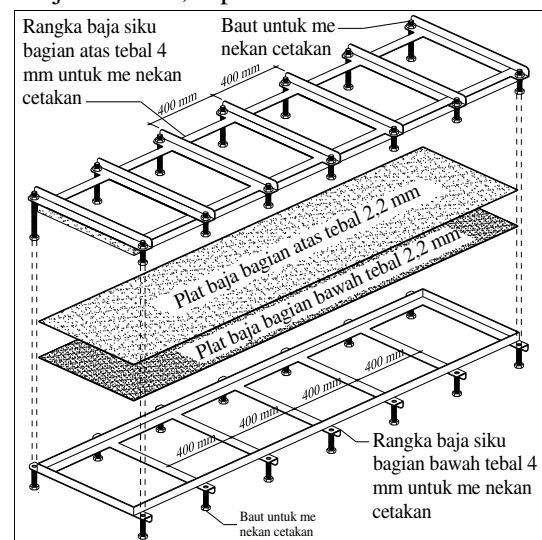 Rangka baja siku
bagian atas tebal 4
mm untuk me nekan
cetakan
Baut untuk me
nekan cetakan
400 mm
400 mm
Plat baja bagian atas tebal 2,2 mm
Plat baja bagian bawah tebal 2,2 mm
400 mm
400 mm
400 mm
400 mm
Rangka baja siku
bagian bawah tebal 4
mm untuk me nekan
cetakan
Baut untuk me
nekan cetakan